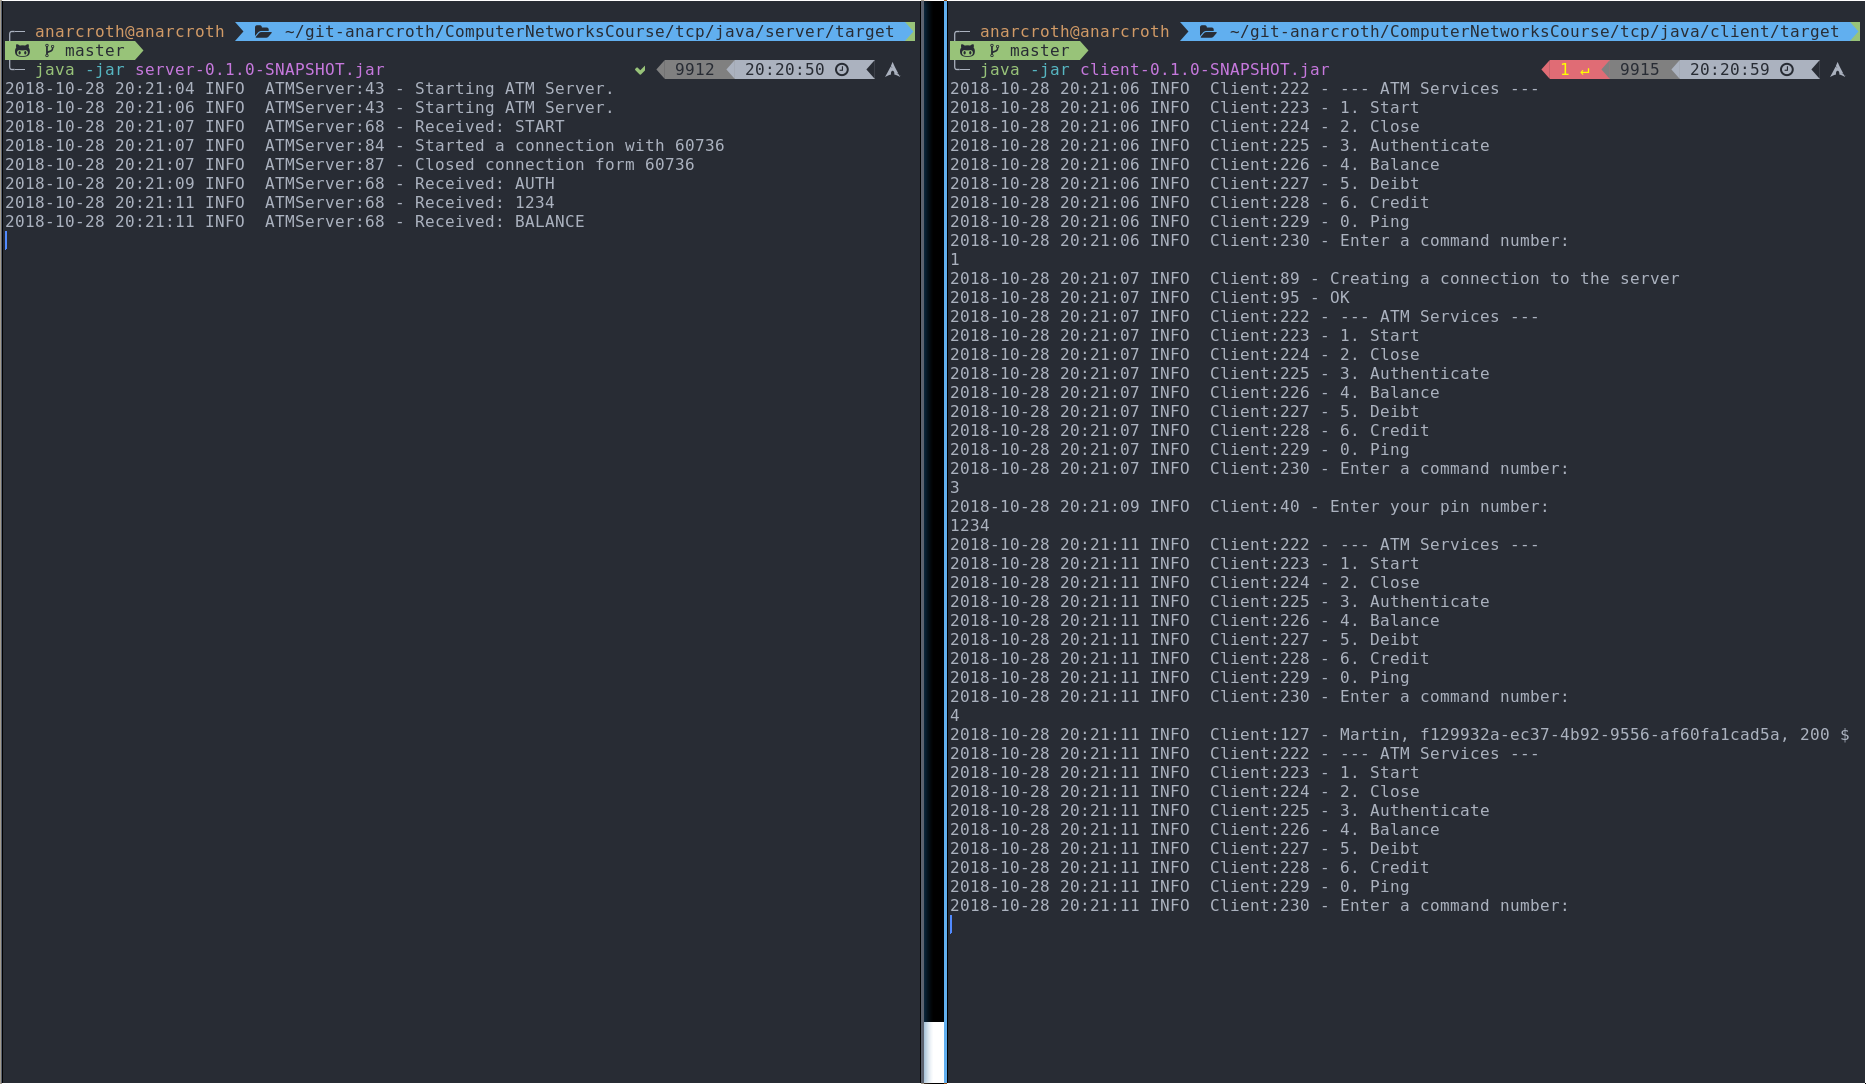 anarcroth@anarcroth ~/git-anarcroth/ComputerNetworksCourse/tcp/java/server/target
master
java -jar server-0.1.0-SNAPSHOT.jar 9912 20:20:50
2018-10-28 20:21:04 INFO  ATMServer:43 - Starting ATM Server.
2018-10-28 20:21:06 INFO  ATMServer:43 - Starting ATM Server.
2018-10-28 20:21:07 INFO  ATMServer:68 - Received: START
2018-10-28 20:21:07 INFO  ATMServer:84 - Started a connection with 60736
2018-10-28 20:21:07 INFO  ATMServer:87 - Closed connection form 60736
2018-10-28 20:21:09 INFO  ATMServer:68 - Received: AUTH
2018-10-28 20:21:11 INFO  ATMServer:68 - Received: 1234
2018-10-28 20:21:11 INFO  ATMServer:68 - Received: BALANCE
anarcroth@anarcroth ~/git-anarcroth/ComputerNetworksCourse/tcp/java/client/target
master
java -jar client-0.1.0-SNAPSHOT.jar 1 ↵ 9915 20:20:59
2018-10-28 20:21:06 INFO  Client:222 - --- ATM Services ---
2018-10-28 20:21:06 INFO  Client:223 - 1. Start
2018-10-28 20:21:06 INFO  Client:224 - 2. Close
2018-10-28 20:21:06 INFO  Client:225 - 3. Authenticate
2018-10-28 20:21:06 INFO  Client:226 - 4. Balance
2018-10-28 20:21:06 INFO  Client:227 - 5. Deibt
2018-10-28 20:21:06 INFO  Client:228 - 6. Credit
2018-10-28 20:21:06 INFO  Client:229 - 0. Ping
2018-10-28 20:21:06 INFO  Client:230 - Enter a command number:
1
2018-10-28 20:21:07 INFO  Client:89 - Creating a connection to the server
2018-10-28 20:21:07 INFO  Client:95 - OK
2018-10-28 20:21:07 INFO  Client:222 - --- ATM Services ---
2018-10-28 20:21:07 INFO  Client:223 - 1. Start
2018-10-28 20:21:07 INFO  Client:224 - 2. Close
2018-10-28 20:21:07 INFO  Client:225 - 3. Authenticate
2018-10-28 20:21:07 INFO  Client:226 - 4. Balance
2018-10-28 20:21:07 INFO  Client:227 - 5. Deibt
2018-10-28 20:21:07 INFO  Client:228 - 6. Credit
2018-10-28 20:21:07 INFO  Client:229 - 0. Ping
2018-10-28 20:21:07 INFO  Client:230 - Enter a command number:
3
2018-10-28 20:21:09 INFO  Client:40 - Enter your pin number:
1234
2018-10-28 20:21:11 INFO  Client:222 - --- ATM Services ---
2018-10-28 20:21:11 INFO  Client:223 - 1. Start
2018-10-28 20:21:11 INFO  Client:224 - 2. Close
2018-10-28 20:21:11 INFO  Client:225 - 3. Authenticate
2018-10-28 20:21:11 INFO  Client:226 - 4. Balance
2018-10-28 20:21:11 INFO  Client:227 - 5. Deibt
2018-10-28 20:21:11 INFO  Client:228 - 6. Credit
2018-10-28 20:21:11 INFO  Client:229 - 0. Ping
2018-10-28 20:21:11 INFO  Client:230 - Enter a command number:
4
2018-10-28 20:21:11 INFO  Client:127 - Martin, f129932a-ec37-4b92-9556-af60fa1cad5a, 200 $
2018-10-28 20:21:11 INFO  Client:222 - --- ATM Services ---
2018-10-28 20:21:11 INFO  Client:223 - 1. Start
2018-10-28 20:21:11 INFO  Client:224 - 2. Close
2018-10-28 20:21:11 INFO  Client:225 - 3. Authenticate
2018-10-28 20:21:11 INFO  Client:226 - 4. Balance
2018-10-28 20:21:11 INFO  Client:227 - 5. Deibt
2018-10-28 20:21:11 INFO  Client:228 - 6. Credit
2018-10-28 20:21:11 INFO  Client:229 - 0. Ping
2018-10-28 20:21:11 INFO  Client:230 - Enter a command number: